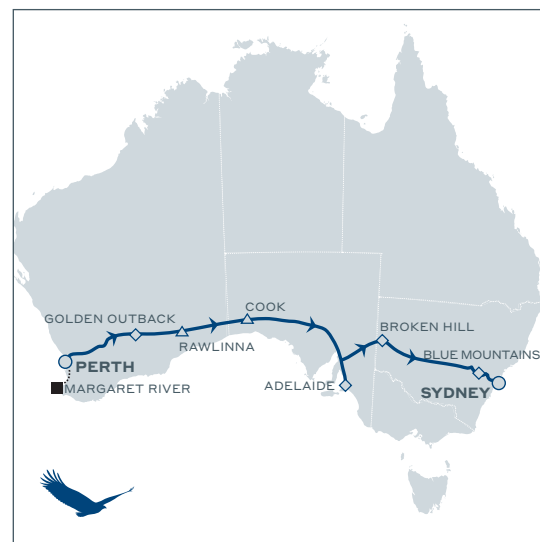 COOK
GOLDEN OUTBACK
BROKEN HILL
RAWLINNA
BLUE MOUNTAINS
PERTH
ADELAIDE
MARGARET RIVER
SYDNEY